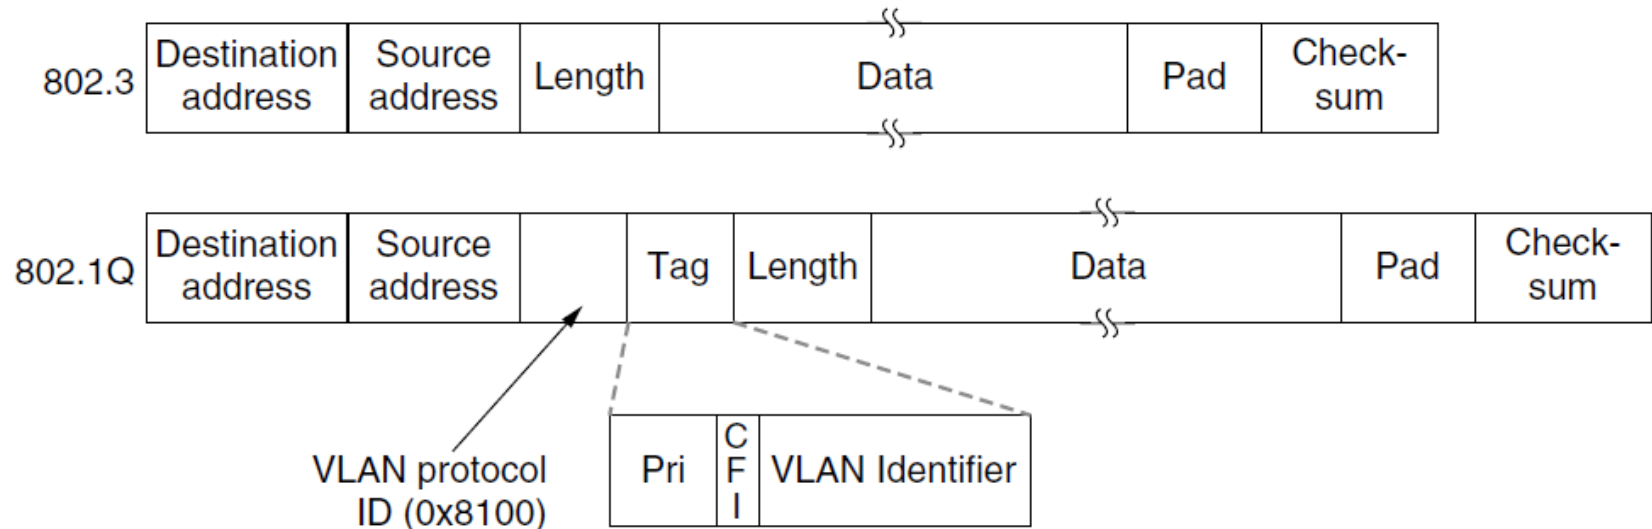 802.3
Destination address
Source address
Length
Data
Pad
Check-
sum
802.1Q
Destination address
Source address
Tag
Length
Data
Pad
Check-
sum
VLAN protocol
ID (0x8100)
Pri
CFI
VLAN Identifier